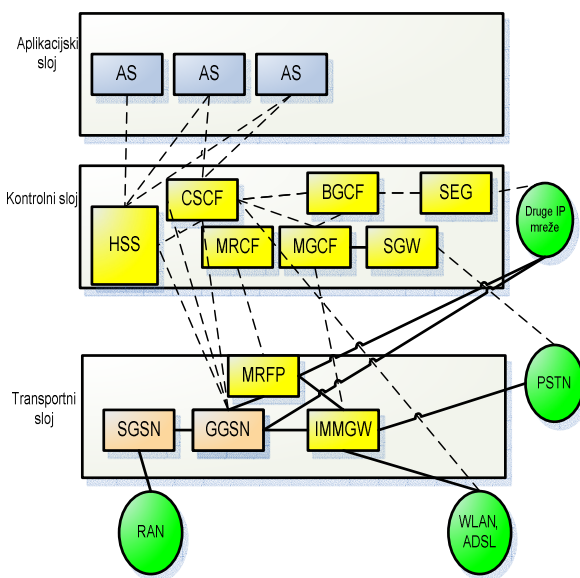 Aplikacijski
sloj
AS
AS
AS
Kontrolni sloj
CSCF
BGCF
SEG
HSS
MRCF
MGCF
SGW
Druge IP
mreže
MRFP
Transportni
sloj
SGSN
GGSN
IMMGW
PSTN
RAN
WLAN,
ADSL